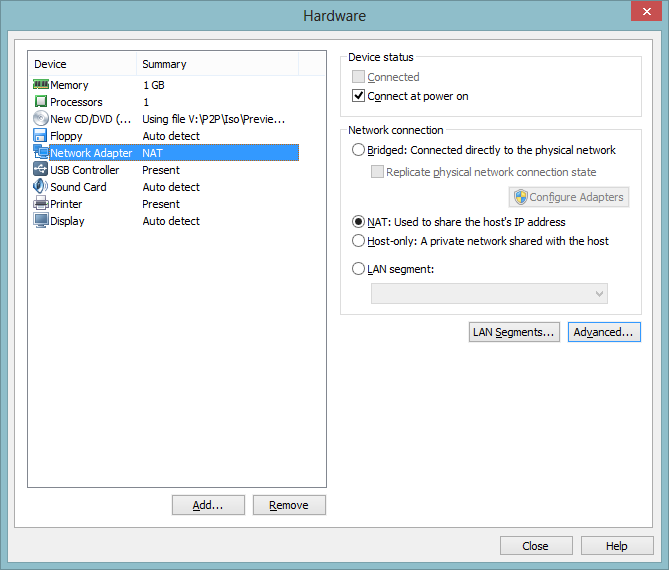 Hardware
Device Summary
Memory 1 GB
Processors 1
New CD/DVD (... Using file V:\P2P\Iso\Previe...
Floppy Auto detect
Network Adapter NAT
USB Controller Present
Sound Card Auto detect
Printer Present
Display Auto detect
Add... Remove
Device status
Connected
Connect at power on
Network connection
Bridged: Connected directly to the physical network
Replicate physical network connection state
Configure Adapters
NAT: Used to share the host's IP address
Host-only: A private network shared with the host
LAN segment:
LAN Segments... Advanced...
Close Help